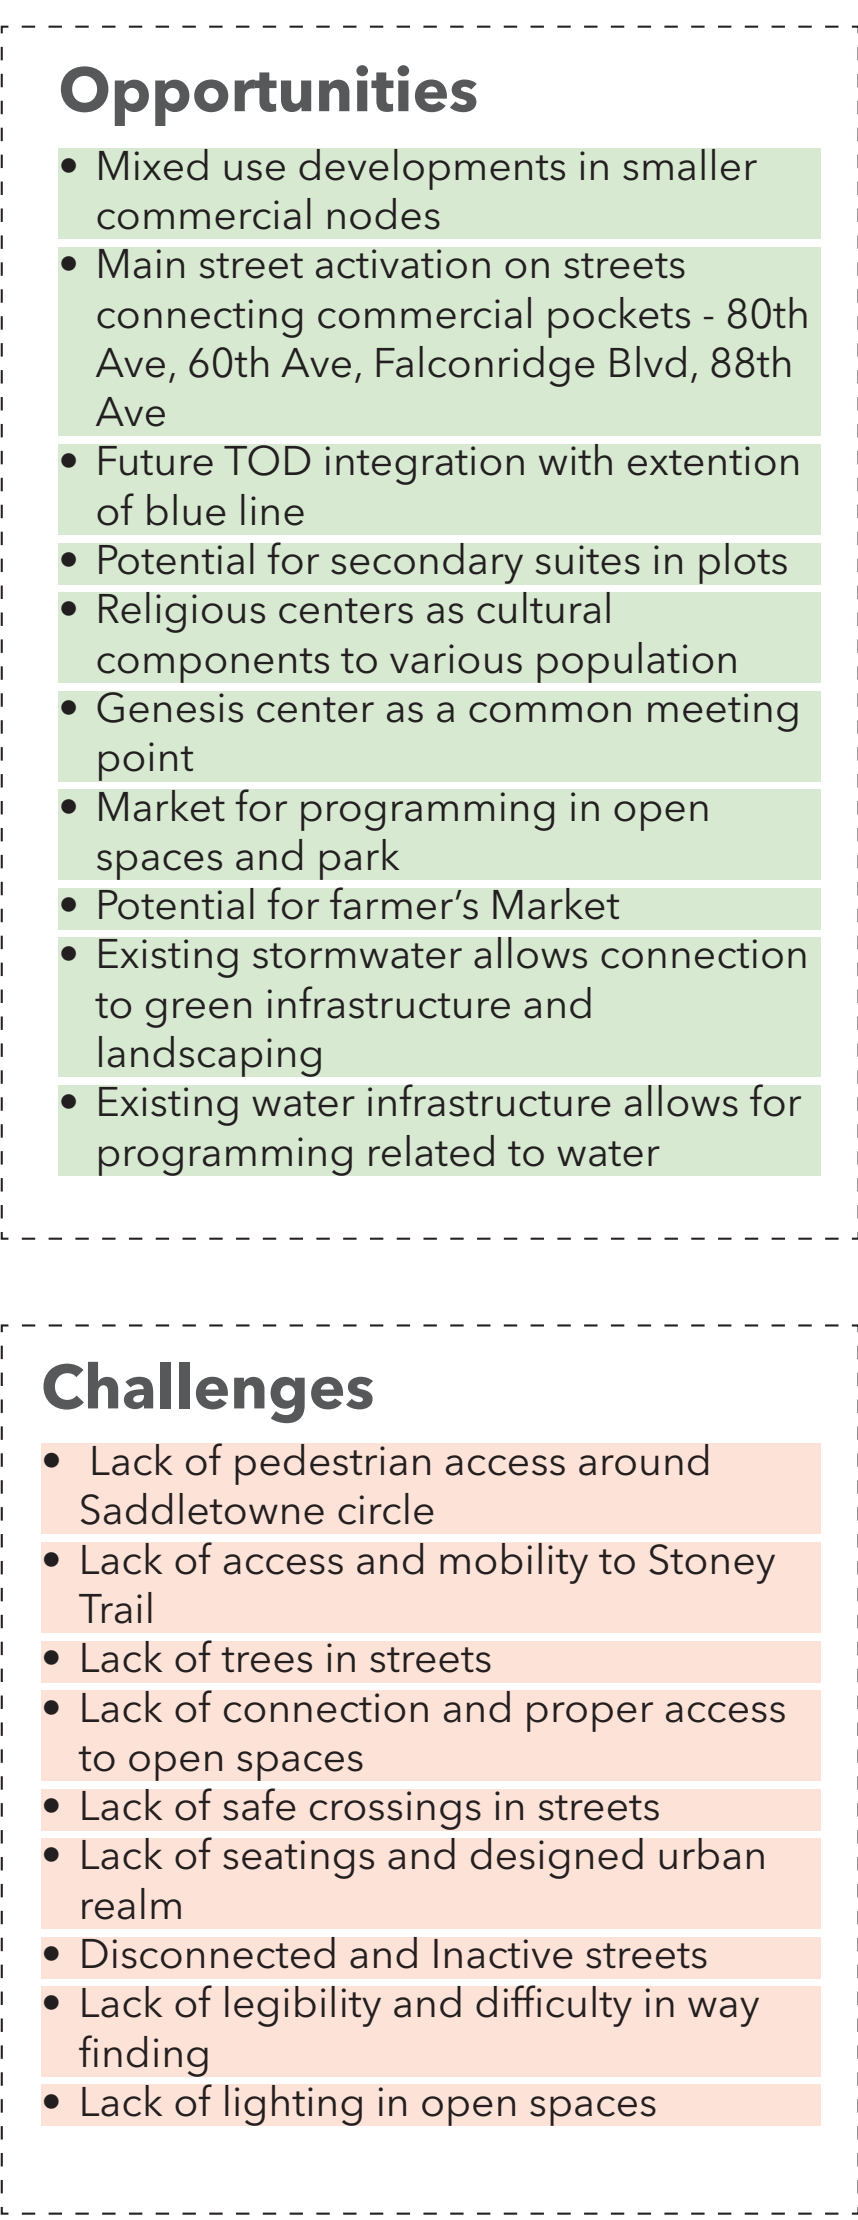 Opportunities
• Mixed use developments in smaller
commercial nodes
• Main street activation on streets
connecting commercial pockets - 80th
Ave, 60th Ave, Falconridge Blvd, 88th
Ave
• Future TOD integration with extention
of blue line
• Potential for secondary suites in plots
• Religious centers as cultural
components to various population
• Genesis center as a common meeting
point
• Market for programming in open
spaces and park
• Potential for farmer’s Market
• Existing stormwater allows connection
to green infrastructure and
landscaping
• Existing water infrastructure allows for
programming related to water
Challenges
• Lack of pedestrian access around
Saddletowne circle
• Lack of access and mobility to Stoney
Trail
• Lack of trees in streets
• Lack of connection and proper access
to open spaces
• Lack of safe crossings in streets
• Lack of seatings and designed urban
realm
• Disconnected and Inactive streets
• Lack of legibility and difficulty in way
finding
• Lack of lighting in open spaces